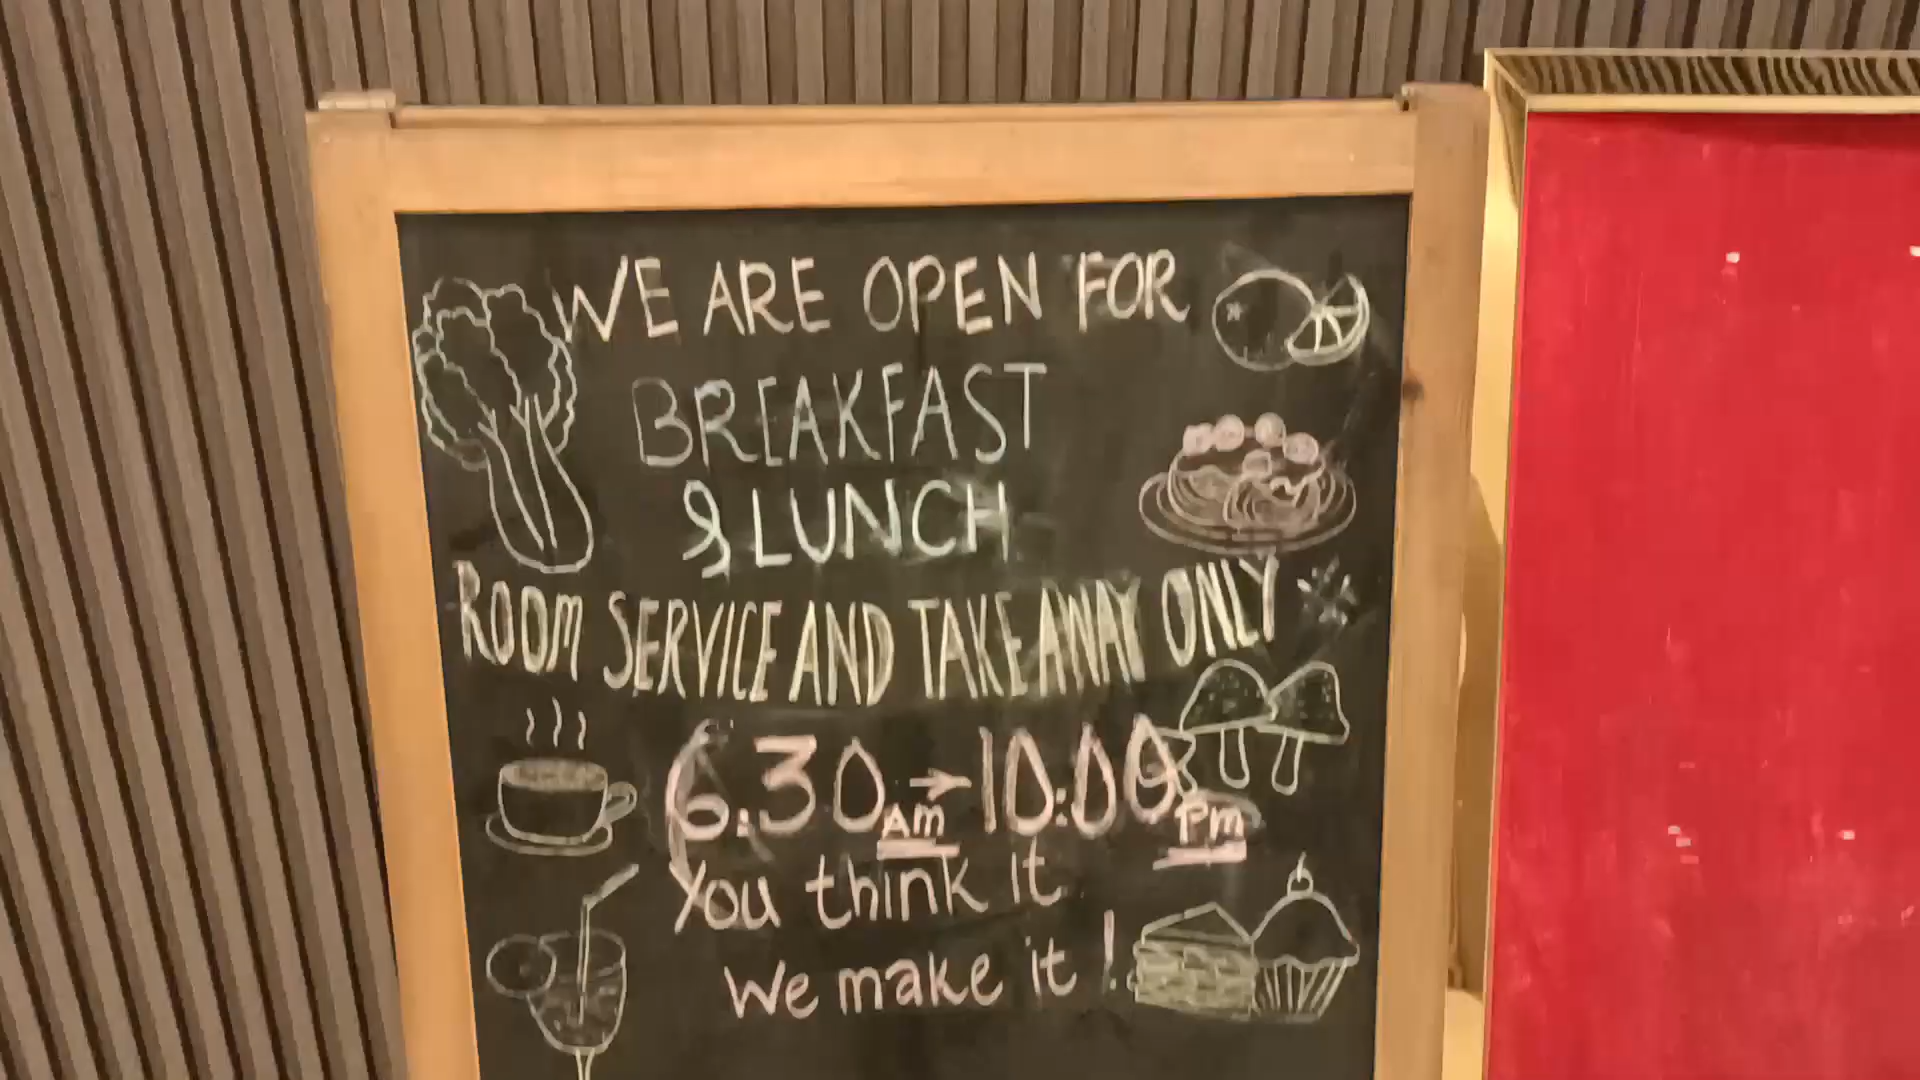 WE ARE OPEN FOR
BREAKFAST
& LUNCH
ROOM SERVICE AND TAKE AWAY ONLY
6.30 Am → 10:00 Pm
You think it
We make it !